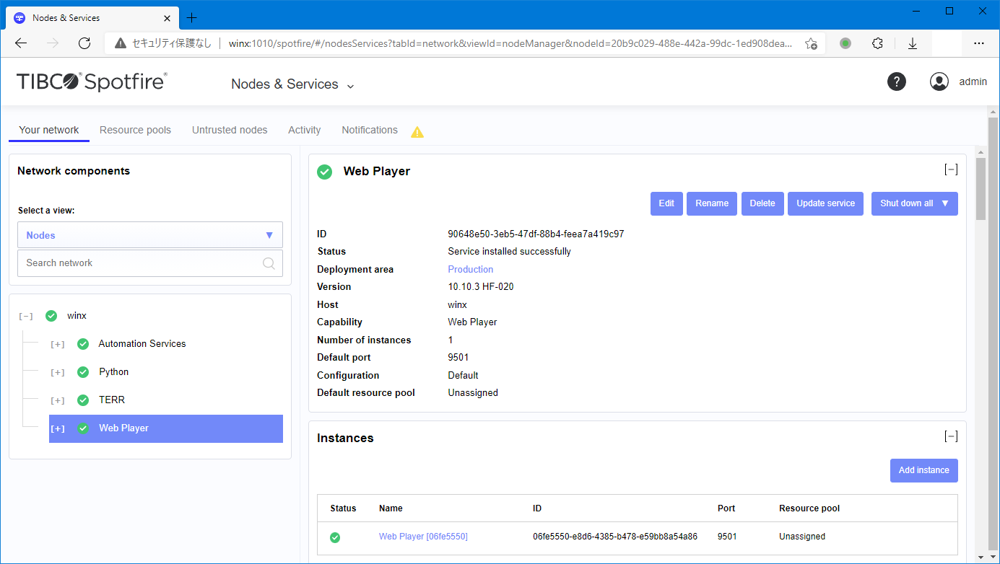 Nodes & Services
セキュリティ保護なし winx:1010/spotfire/#/nodesServices?tabId=network&viewId=nodeManager&nodeId=20b9c029-488e-442a-99dc-1ed908dea...
TIBCO® Spotfire®
Nodes & Services
? admin
Your network Resource pools Untrusted nodes Activity Notifications
Network components
Select a view:
Nodes
Search network
[-] winx
[+] Automation Services
[+] Python
[+] TERR
[+] Web Player
Web Player [-]
Edit Rename Delete Update service Shut down all
ID 90648e50-3eb5-47df-88b4-feea7a419c97
Status Service installed successfully
Deployment area Production
Version 10.10.3 HF-020
Host winx
Capability Web Player
Number of instances 1
Default port 9501
Configuration Default
Default resource pool Unassigned
Instances [-]
Add instance
Status Name ID Port Resource pool
Web Player [06fe5550] 06fe5550-e8d6-4385-b478-e59bb8a54a86 9501 Unassigned